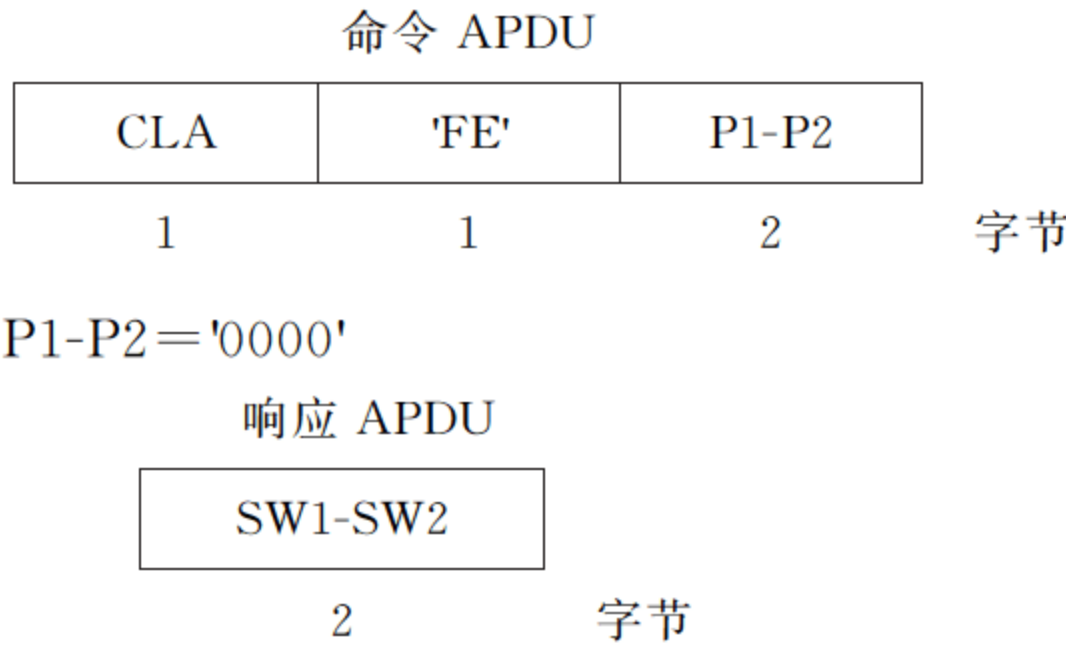 命令 APDU
CLA 'FE' P1-P2
1 1 2 字节
P1-P2='0000'
响应 APDU
SW1-SW2
2 字节